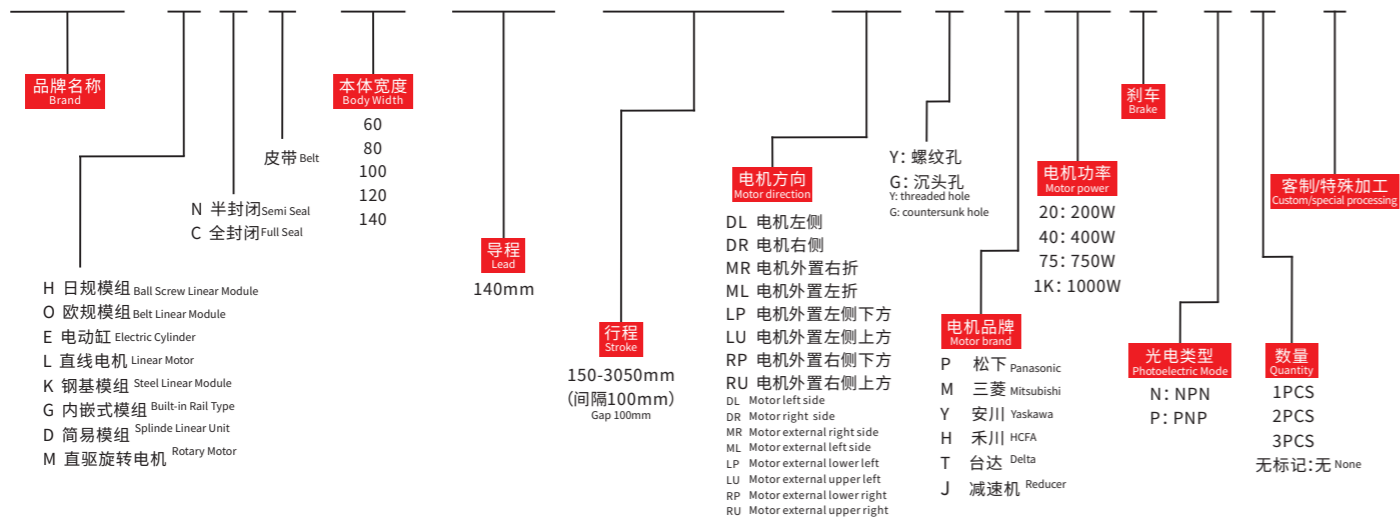 品牌名称
Brand
H 日规模组 Ball Screw Linear Module
O 欧规模组 Belt Linear Module
E 电动缸 Electric Cylinder
L 直线电机 Linear Motor
K 钢基模组 Steel Linear Module
G 内嵌式模组 Built-in Rail Type
D 简易模组 Splinde Linear Unit
M 直驱旋转电机 Rotary Motor
N 半封闭 Semi Seal
C 全封闭 Full Seal
皮带 Belt
本体宽度
Body Width
60
80
100
120
140
导程
Lead
140mm
行程
Stroke
150-3050mm
(间隔100mm)
Gap 100mm
电机方向
Motor direction
DL 电机左侧
DR 电机右侧
MR 电机外置右折
ML 电机外置左折
LP 电机外置左侧下方
LU 电机外置左侧上方
RP 电机外置右侧下方
RU 电机外置右侧上方
DL Motor left side
DR Motor right side
MR Motor external right side
ML Motor external left side
LP Motor external lower left
LU Motor external upper left
RP Motor external lower right
RU Motor external upper right
Y: 螺纹孔
G: 沉头孔
Y: threaded hole
G: countersunk hole
电机品牌
Motor brand
P 松下 Panasonic
M 三菱 Mitsubishi
Y 安川 Yaskawa
H 禾川 HCFA
T 台达 Delta
J 减速机 Reducer
电机功率
Motor power
20: 200W
40: 400W
75: 750W
1K: 1000W
刹车
Brake
光电类型
Photoelectric Mode
N: NPN
P: PNP
数量
Quantity
1PCS
2PCS
3PCS
无标记:无 None
客制/特殊加工
Custom/special processing